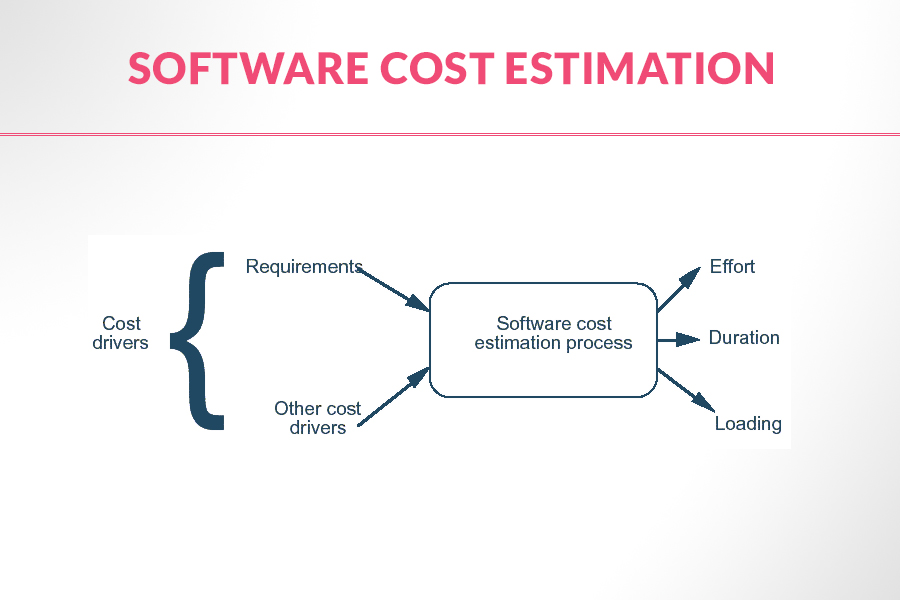 SOFTWARE COST ESTIMATION
Cost
drivers
Requirements
Other cost
drivers
Software cost
estimation process
Effort
Duration
Loading